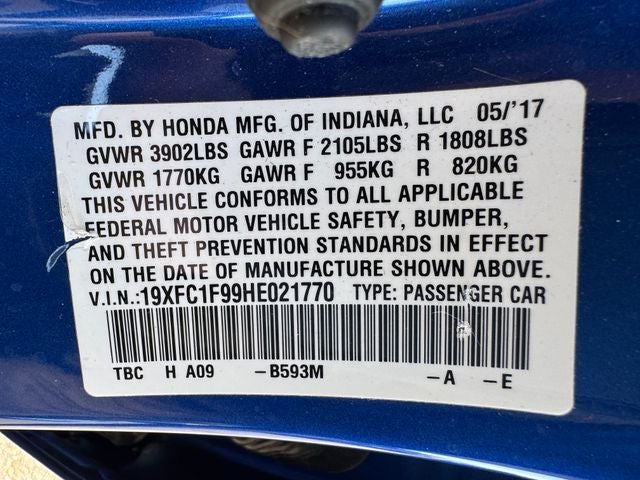 MFD. BY HONDA MFG. OF INDIANA, LLC 05/'17
GVWR 3902LBS GAWR F 2105LBS R 1808LBS
GVWR 1770KG GAWR F 955KG R 820KG
THIS VEHICLE CONFORMS TO ALL APPLICABLE
FEDERAL MOTOR VEHICLE SAFETY, BUMPER,
AND THEFT PREVENTION STANDARDS IN EFFECT
ON THE DATE OF MANUFACTURE SHOWN ABOVE.
V.I.N.:19XFC1F99HE021770 TYPE: PASSENGER CAR
TBC H A09 -B593M -A -E